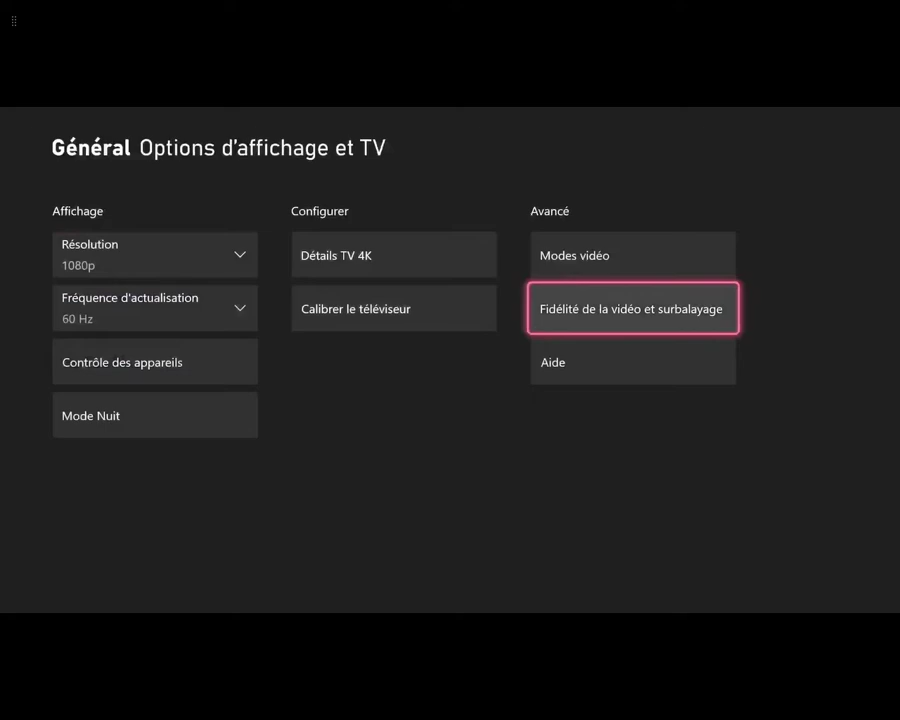 Général Options d’affichage et TV
Affichage
Résolution
1080p
Fréquence d'actualisation
60 Hz
Contrôle des appareils
Mode Nuit
Configurer
Détails TV 4K
Calibrer le téléviseur
Avancé
Modes vidéo
Fidélité de la vidéo et surbalayage
Aide